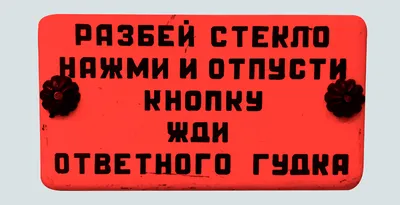 РАЗБЕЙ СТЕКЛО
НАЖМИ И ОТПУСТИ
КНОПКУ
ЖДИ
ОТВЕТНОГО ГУДКА